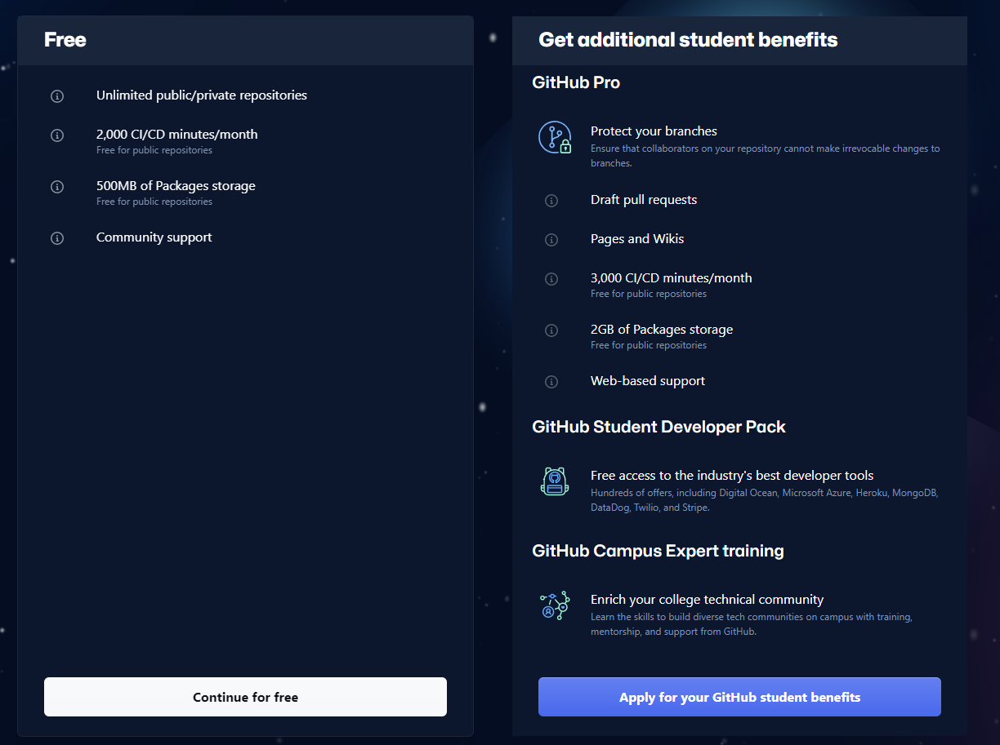 Free
Unlimited public/private repositories
2,000 CI/CD minutes/month
Free for public repositories
500MB of Packages storage
Free for public repositories
Community support
Continue for free
Get additional student benefits
GitHub Pro
Protect your branches
Ensure that collaborators on your repository cannot make irrevocable changes to
branches.
Draft pull requests
Pages and Wikis
3,000 CI/CD minutes/month
Free for public repositories
2GB of Packages storage
Free for public repositories
Web-based support
GitHub Student Developer Pack
Free access to the industry's best developer tools
Hundreds of offers, including Digital Ocean, Microsoft Azure, Heroku, MongoDB,
DataDog, Twilio, and Stripe.
GitHub Campus Expert training
Enrich your college technical community
Learn the skills to build diverse tech communities on campus with training,
mentorship, and support from GitHub.
Apply for your GitHub student benefits